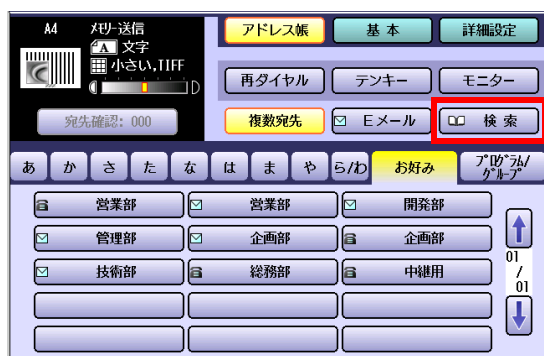 A4 ﾒﾓﾘｰ送信 アドレス帳 基本 詳細設定
A 文字
小さい,TIFF
D 再ダイヤル テンキー モニター
宛先確認: 000 複数宛先 Eメール 検索
あ か さ た な は ま や ら/わ お好み ﾌﾟﾛｸﾞﾗﾑ/
ｸﾞﾙｰﾌﾟ
営業部 営業部 開発部
管理部 企画部 企画部
技術部 総務部 中継用
01
/
01